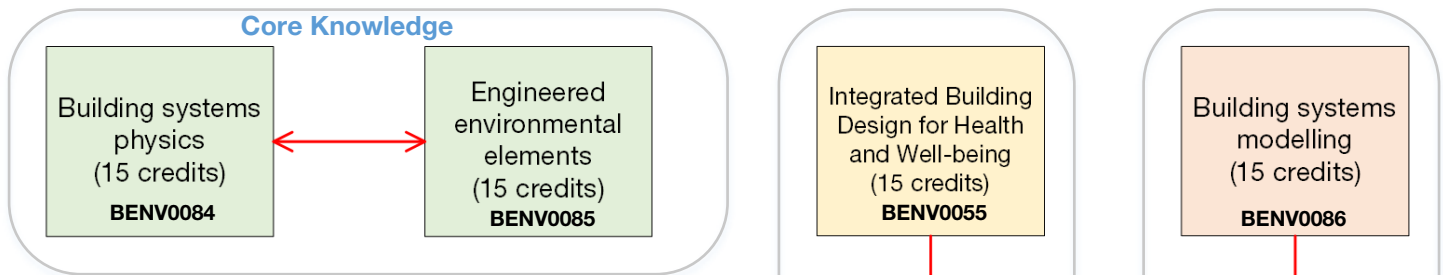 Core Knowledge
Building systems
physics
(15 credits)
BENV0084
Engineered
environmental
elements
(15 credits)
BENV0085
Integrated Building
Design for Health
and Well-being
(15 credits)
BENV0055
Building systems
modelling
(15 credits)
BENV0086